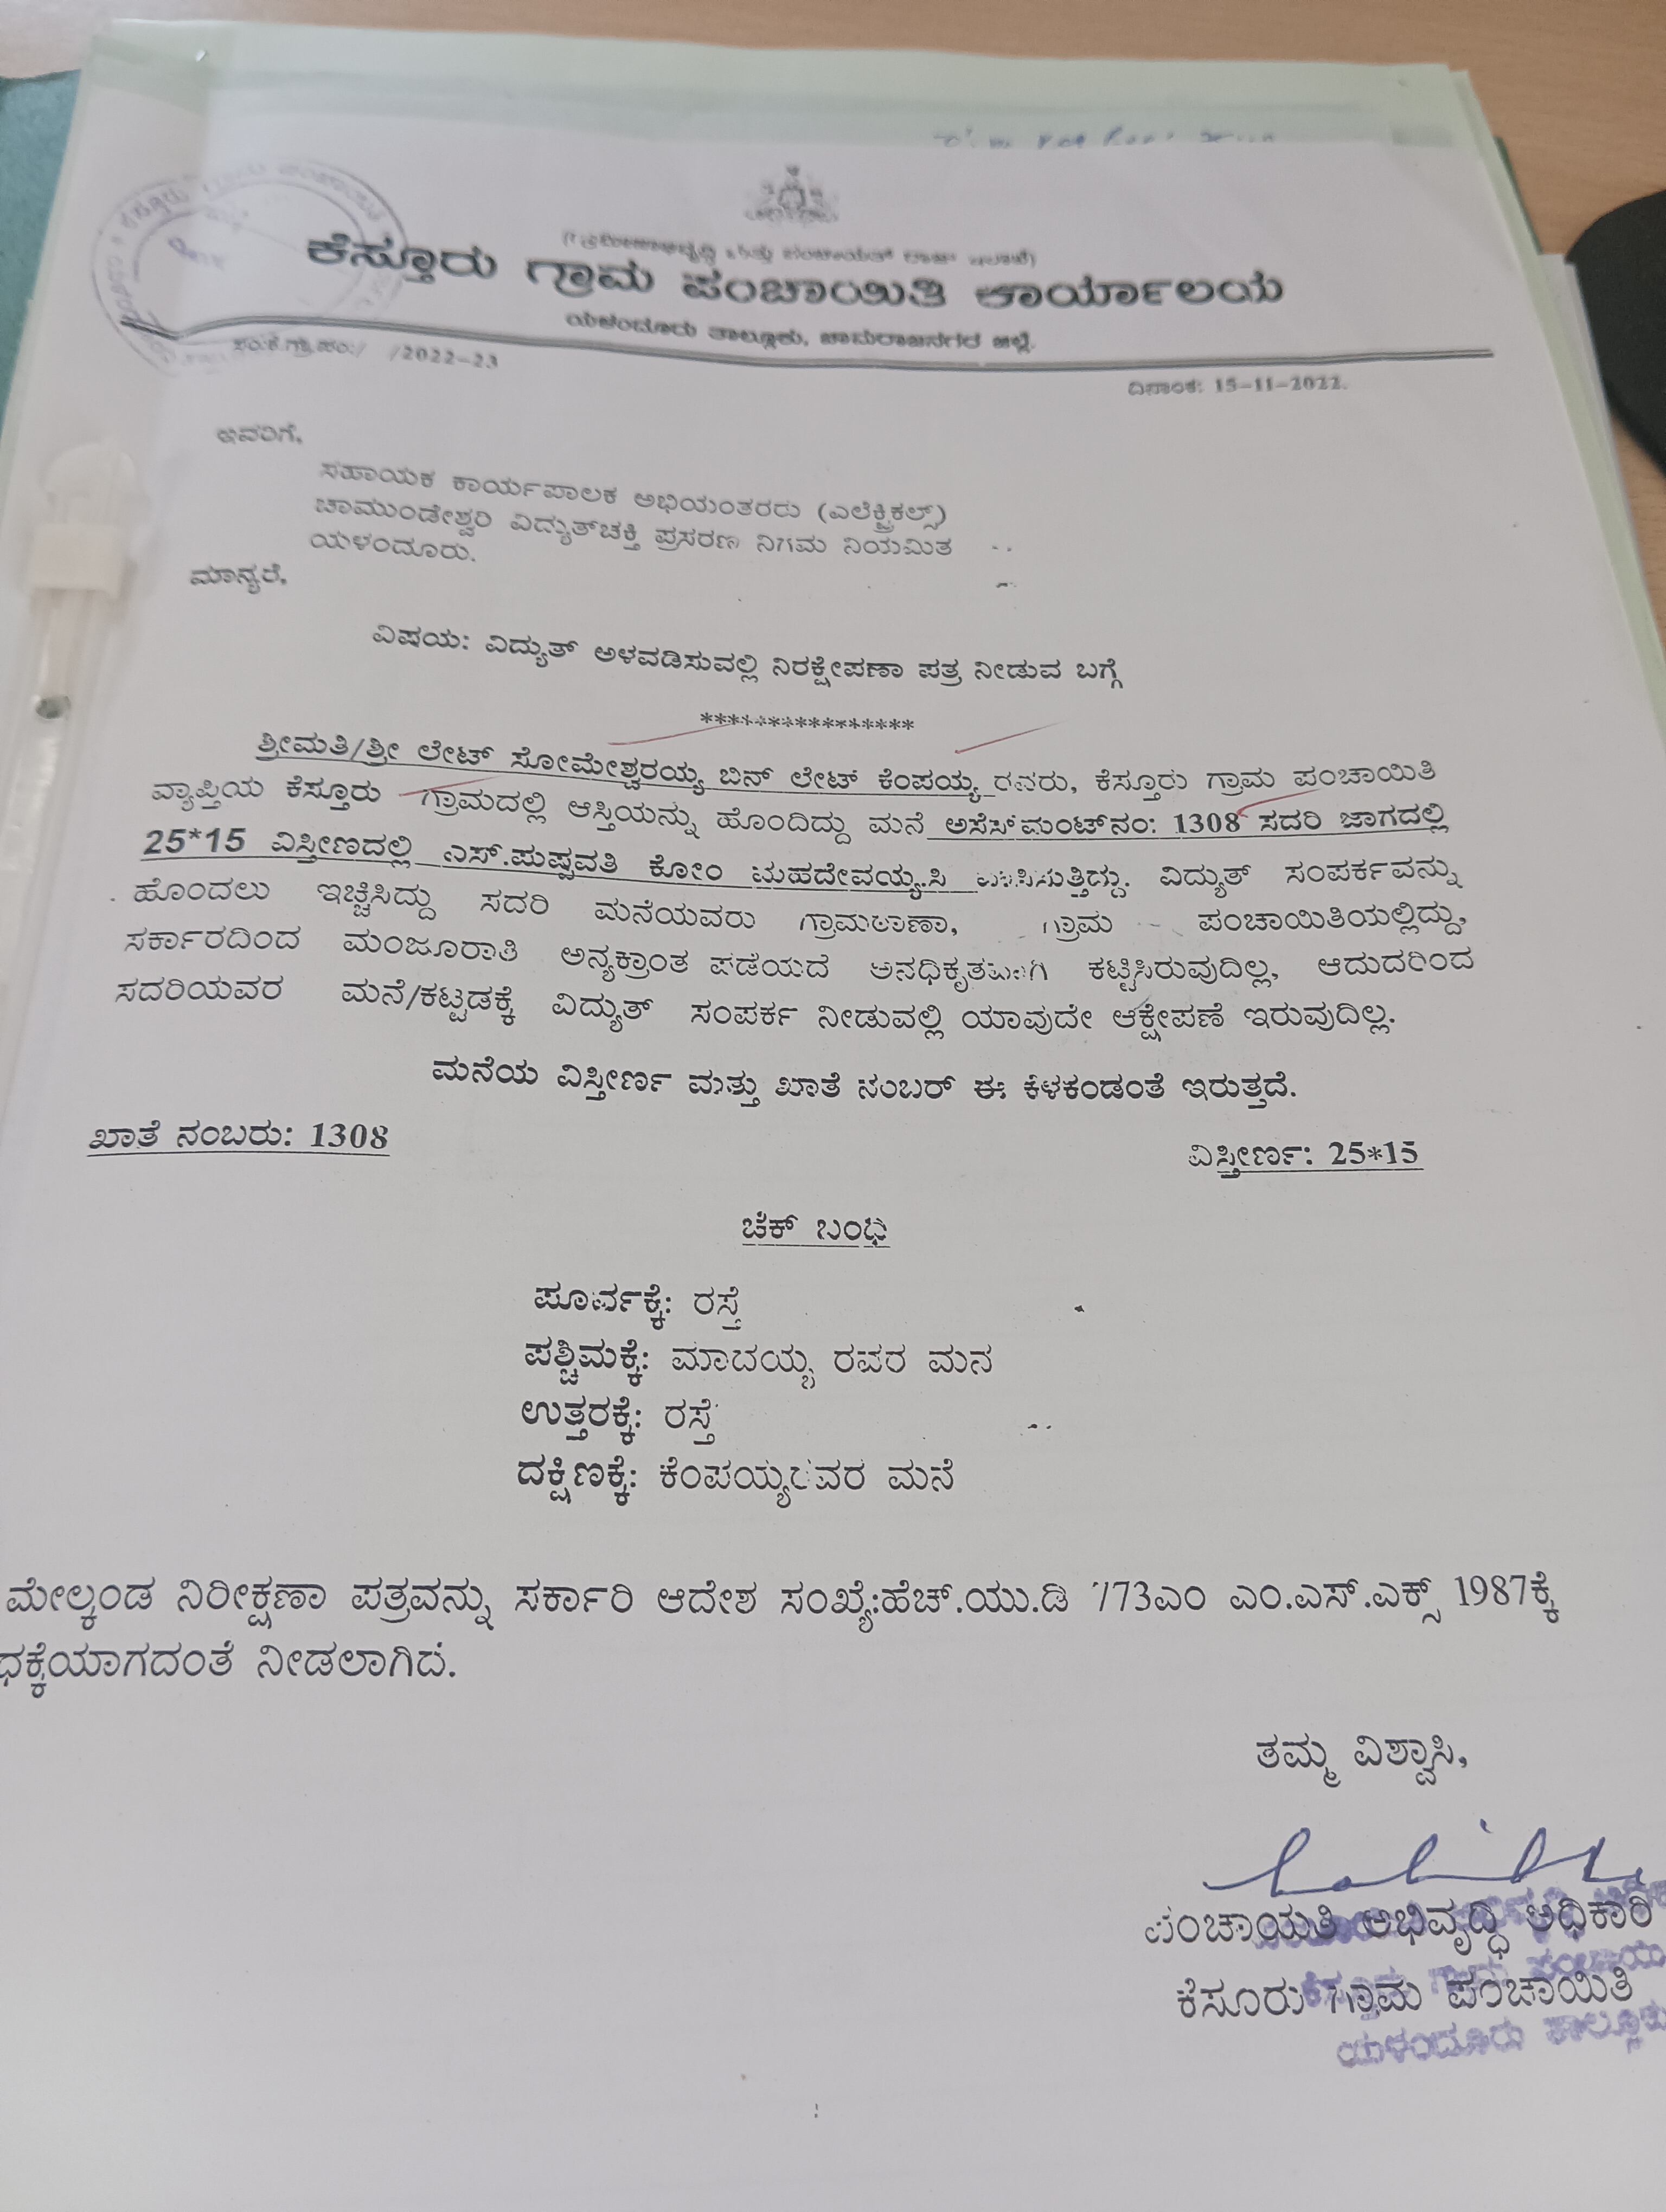 ಕೆಸ್ತೂರು ಗ್ರಾಮ ಪಂಚಾಯಿತಿ ಕಾರ್ಯಾಲಯ
ಯಳಂದೂರು ತಾಲ್ಲೂಕು, ಚಾಮರಾಜನಗರ ಜಿಲ್ಲೆ.
ಸಂ:ಕೆ.ಗ್ರಾ.ಪಂ:/ /2022-23
ದಿನಾಂಕ: 15-11-2022.
ಇವರಿಗೆ,
ಸಹಾಯಕ ಕಾರ್ಯಪಾಲಕ ಅಭಿಯಂತರರು (ಎಲೆಕ್ಟ್ರಿಕಲ್ಸ್)
ಚಾಮುಂಡೇಶ್ವರಿ ವಿದ್ಯುತ್‌ಚಕ್ತಿ ಪ್ರಸರಣ ನಿಗಮ ನಿಯಮಿತ
ಯಳಂದೂರು.
ಮಾನ್ಯರೆ,
ವಿಷಯ: ವಿದ್ಯುತ್ ಅಳವಡಿಸುವಲ್ಲಿ ನಿರಕ್ಷೇಪಣಾ ಪತ್ರ ನೀಡುವ ಬಗ್ಗೆ
****************
ಶ್ರೀಮತಿ/ಶ್ರೀ ಲೇಟ್ ಸೋಮೇಶ್ವರಯ್ಯ ಬಿನ್ ಲೇಟ್ ಕೆಂಪಯ್ಯ ರವರು, ಕೆಸ್ತೂರು ಗ್ರಾಮ ಪಂಚಾಯಿತಿ
ವ್ಯಾಪ್ತಿಯ ಕೆಸ್ತೂರು ಗ್ರಾಮದಲ್ಲಿ ಆಸ್ತಿಯನ್ನು ಹೊಂದಿದ್ದು ಮನೆ ಅಸೆಸ್‌ಮಂಟ್‌ನಂ: 1308 ಸದರಿ ಜಾಗದಲ್ಲಿ
25*15 ವಿಸ್ತೀಣದಲ್ಲಿ ಎಸ್.ಪುಷ್ಪವತಿ ಕೋಂ ಮಹದೇವಯ್ಯ.ಸಿ ವಾಸಿಸುತ್ತಿದ್ದು. ವಿದ್ಯುತ್ ಸಂಪರ್ಕವನ್ನು
ಹೊಂದಲು ಇಚ್ಚಿಸಿದ್ದು ಸದರಿ ಮನೆಯವರು ಗ್ರಾಮಠಾಣಾ, ಗ್ರಾಮ ಪಂಚಾಯಿತಿಯಲ್ಲಿದ್ದು,
ಸರ್ಕಾರದಿಂದ ಮಂಜೂರಾತಿ ಅನ್ಯಕ್ರಾಂತ ಪಡೆಯದೆ ಅನಧಿಕೃತವಾಗಿ ಕಟ್ಟಿಸಿರುವುದಿಲ್ಲ, ಆದುದರಿಂದ
ಸದರಿಯವರ ಮನೆ/ಕಟ್ಟಡಕ್ಕೆ ವಿದ್ಯುತ್ ಸಂಪರ್ಕ ನೀಡುವಲ್ಲಿ ಯಾವುದೇ ಆಕ್ಷೇಪಣೆ ಇರುವುದಿಲ್ಲ.
ಮನೆಯ ವಿಸ್ತೀರ್ಣ ಮತ್ತು ಖಾತೆ ನಂಬರ್ ಈ ಕೆಳಕಂಡಂತೆ ಇರುತ್ತದೆ.
ಖಾತೆ ನಂಬರು: 1308
ವಿಸ್ತೀರ್ಣ: 25*15
ಚೆಕ್ ಬಂಧಿ
ಪೂರ್ವಕ್ಕೆ: ರಸ್ತೆ
ಪಶ್ಚಿಮಕ್ಕೆ: ಮಾದಯ್ಯ ರವರ ಮನೆ
ಉತ್ತರಕ್ಕೆ: ರಸ್ತೆ
ದಕ್ಷಿಣಕ್ಕೆ: ಕೆಂಪಯ್ಯರವರ ಮನೆ
ಮೇಲ್ಕಂಡ ನಿರೀಕ್ಷಣಾ ಪತ್ರವನ್ನು ಸರ್ಕಾರಿ ಆದೇಶ ಸಂಖ್ಯೆ:ಹೆಚ್.ಯು.ಡಿ 773ಎಂ ಎಂ.ಎಸ್.ಎಕ್ಸ್ 1987ಕ್ಕೆ
ಧಕ್ಕೆಯಾಗದಂತೆ ನೀಡಲಾಗಿದೆ.
ತಮ್ಮ ವಿಶ್ವಾಸಿ,
ಪಂಚಾಯತಿ ಅಭಿವೃದ್ಧಿ ಅಧಿಕಾರಿ
ಕೆಸೂರು ಗ್ರಾಮ ಪಂಚಾಯಿತಿ
ಯಳಂದೂರು ತಾಲ್ಲೂಕು